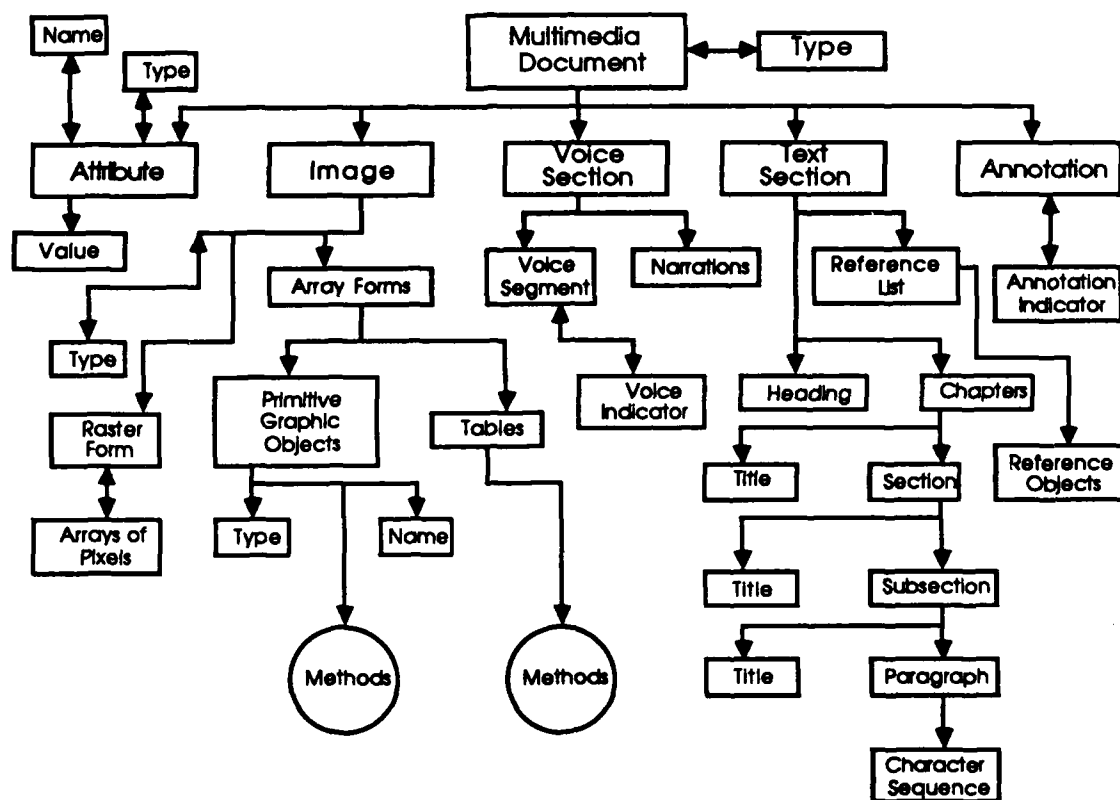 Name
Multimedia
Document
Type
Type
Attribute
Image
Voice
Section
Text
Section
Annotation
Value
Array Forms
Voice
Segment
Narrations
Reference
List
Annotation
Indicator
Type
Primitive
Graphic
Objects
Tables
Voice
Indicator
Heading
Chapters
Raster
Form
Title
Section
Reference
Objects
Arrays of
Pixels
Type
Name
Title
Subsection
Methods
Methods
Title
Paragraph
Character
Sequence